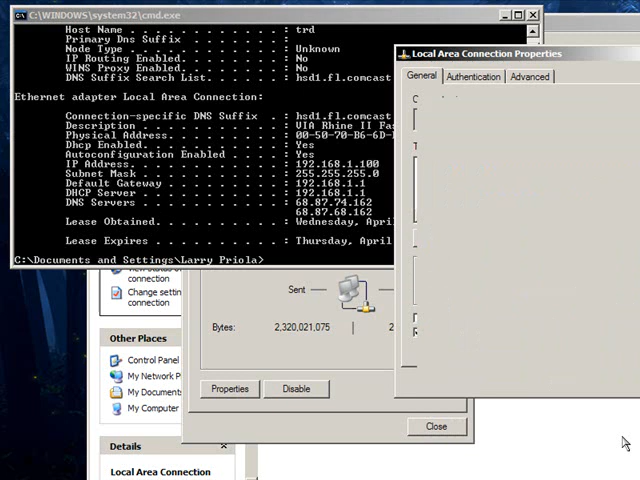 C:\WINDOWS\system32\cmd.exe
Host Name . . . . . . . . . . . . : trd
Primary Dns Suffix . . . . . . . :
Node Type . . . . . . . . . . . . : Unknown
IP Routing Enabled. . . . . . . . : No
WINS Proxy Enabled. . . . . . . . : No
DNS Suffix Search List. . . . . . : hsd1.fl.comcast
Ethernet adapter Local Area Connection:
Connection-specific DNS Suffix . : hsd1.fl.comcast
Description . . . . . . . . . . . : VIA Rhine II Fas
Physical Address. . . . . . . . . : 00-50-70-B6-6D-
Dhcp Enabled. . . . . . . . . . . : Yes
Autoconfiguration Enabled . . . . : Yes
IP Address. . . . . . . . . . . . : 192.168.1.100
Subnet Mask . . . . . . . . . . . : 255.255.255.0
Default Gateway . . . . . . . . . : 192.168.1.1
DHCP Server . . . . . . . . . . . : 192.168.1.1
DNS Servers . . . . . . . . . . . : 68.87.74.162
68.87.68.162
Lease Obtained. . . . . . . . . . : Wednesday, April
Lease Expires . . . . . . . . . . : Thursday, April
C:\Documents and Settings\Larry Priola>
Local Area Connection Properties
General Authentication Advanced
connection
Change settin
connection
Other Places
Control Panel
My Network P
My Documents
My Computer
Details
Local Area Connection
Sent
Bytes: 2,320,021,075 2
Properties Disable
Close